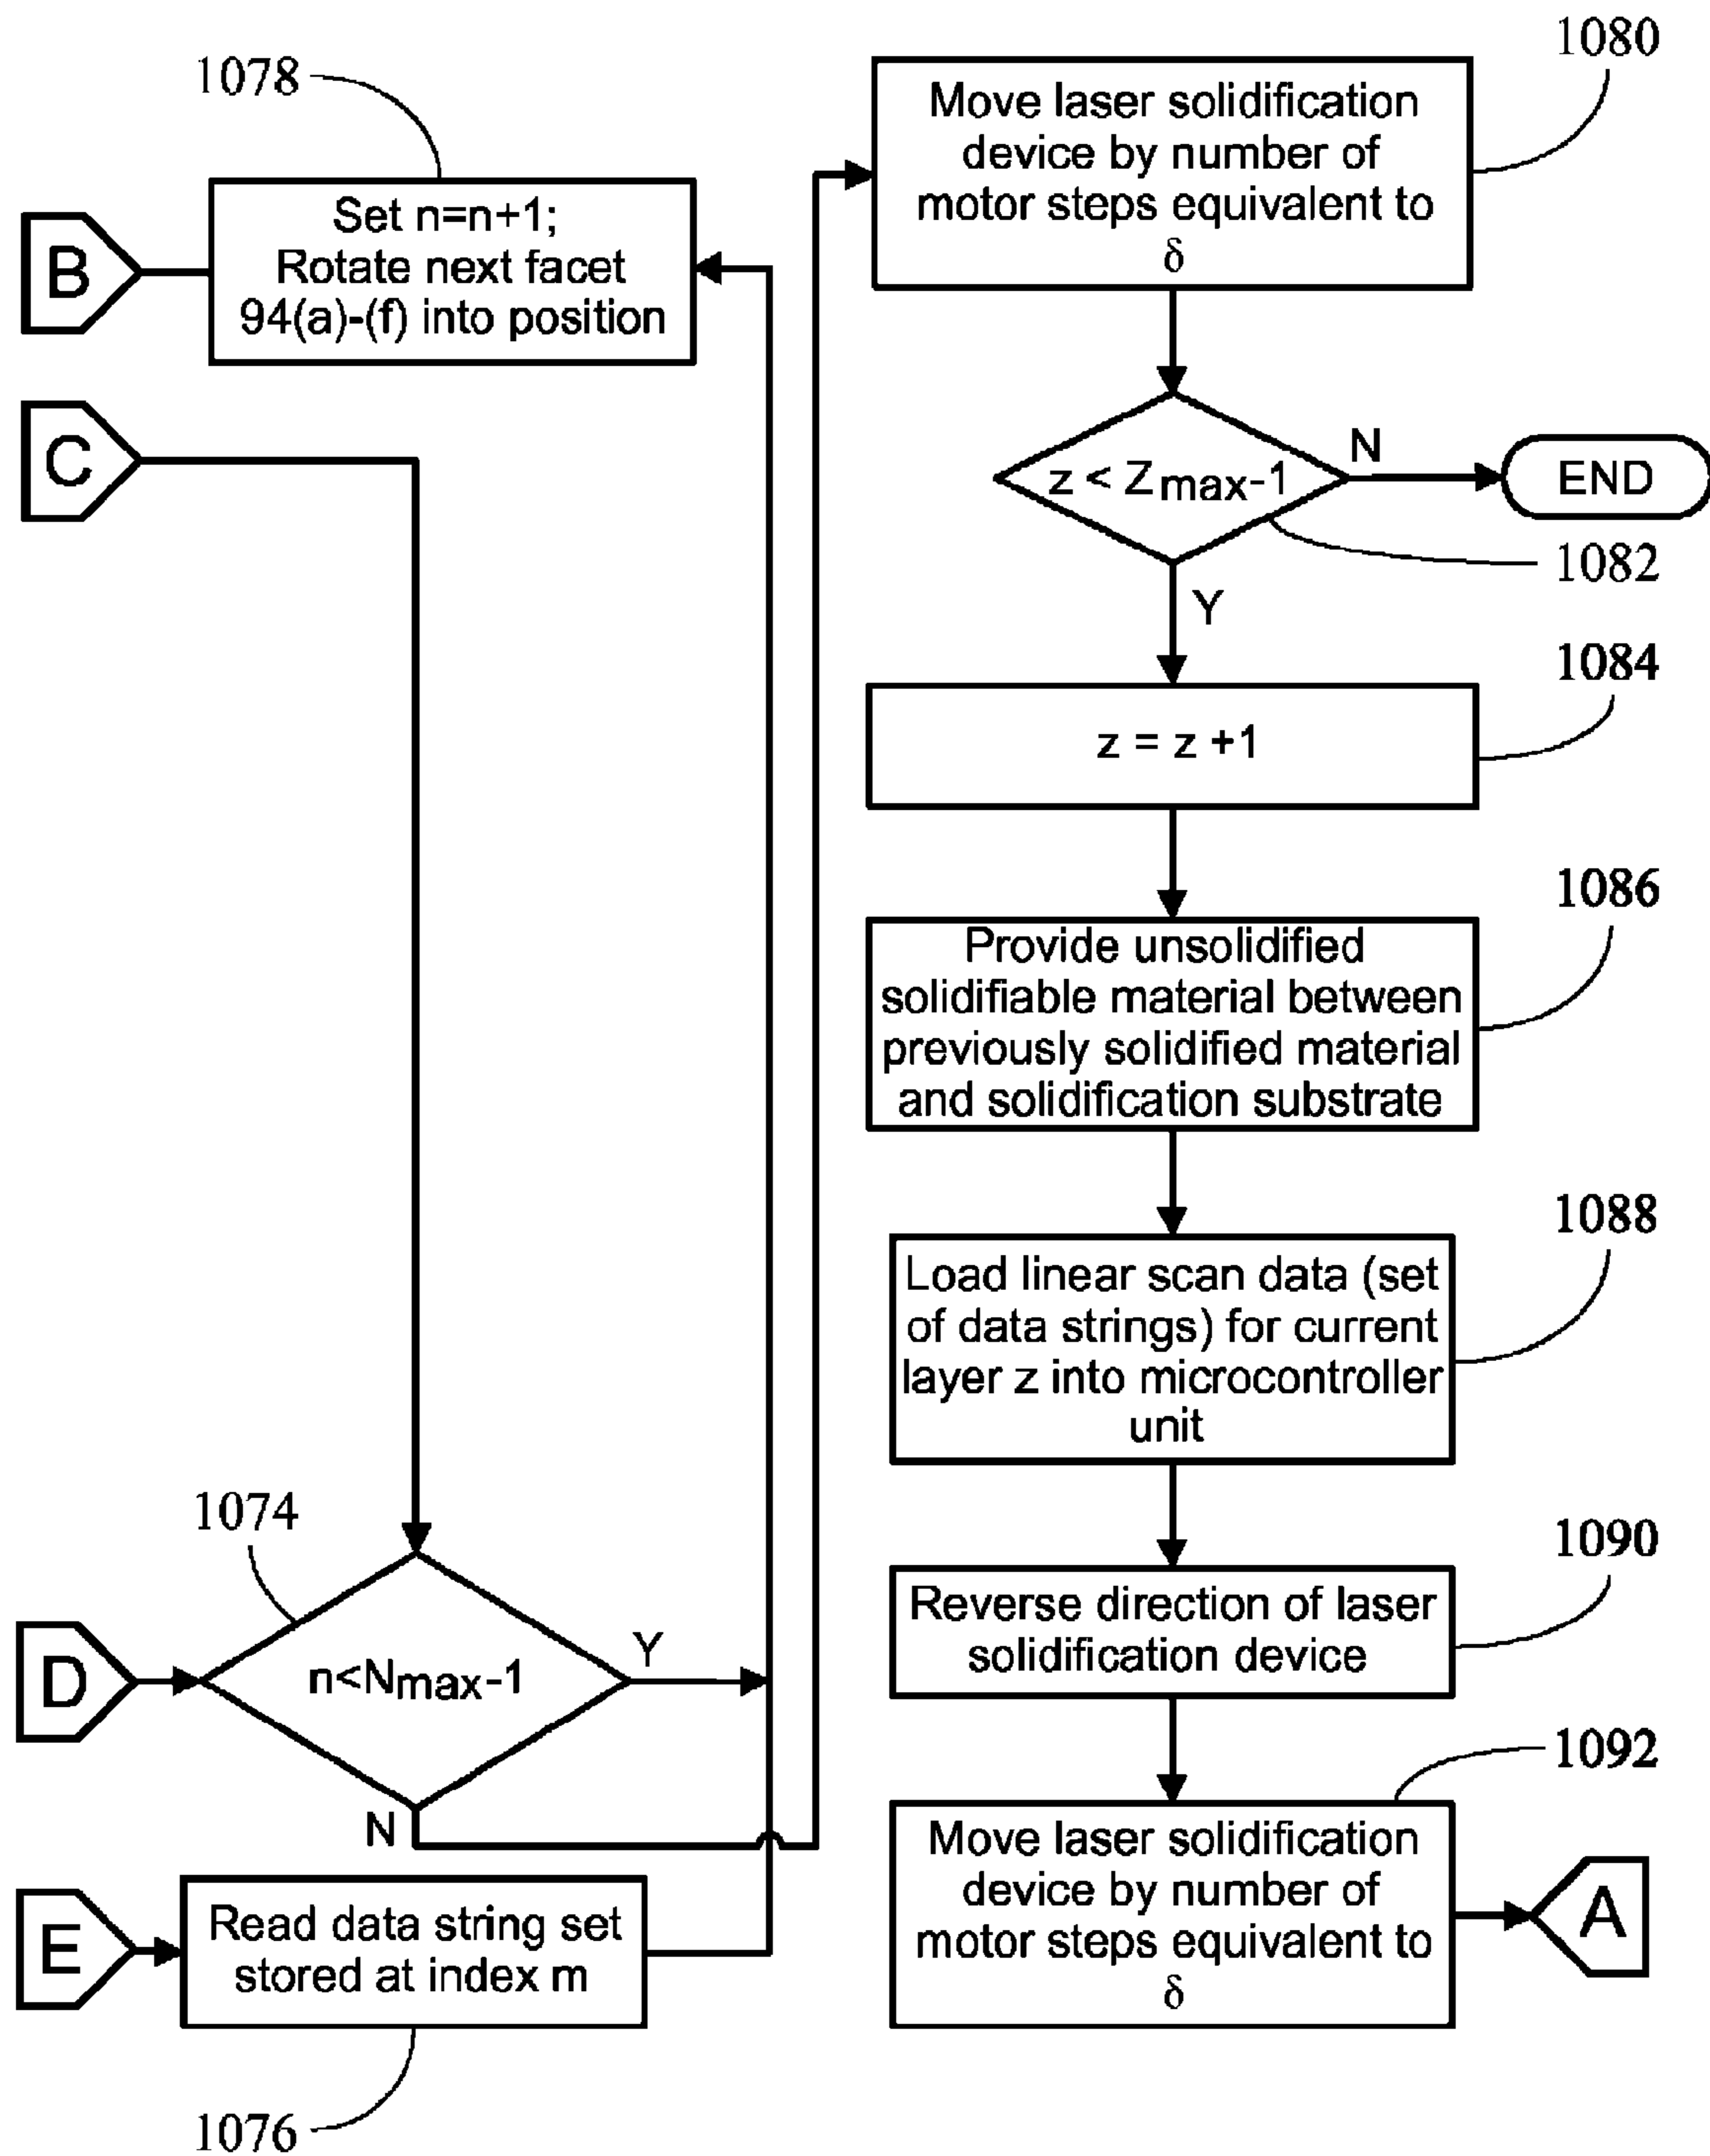 1078
B
Set n=n+1;
Rotate next facet
94(a)-(f) into position
C
1074
D
n<Nmax-1
Y
N
E
Read data string set
stored at index m
1076
1080
Move laser solidification
device by number of
motor steps equivalent to
δ
z < Zmax-1
N
END
1082
Y
1084
z = z +1
1086
Provide unsolidified
solidifiable material between
previously solidified material
and solidification substrate
1088
Load linear scan data (set
of data strings) for current
layer z into microcontroller
unit
1090
Reverse direction of laser
solidification device
1092
Move laser solidification
device by number of
motor steps equivalent to
δ
A